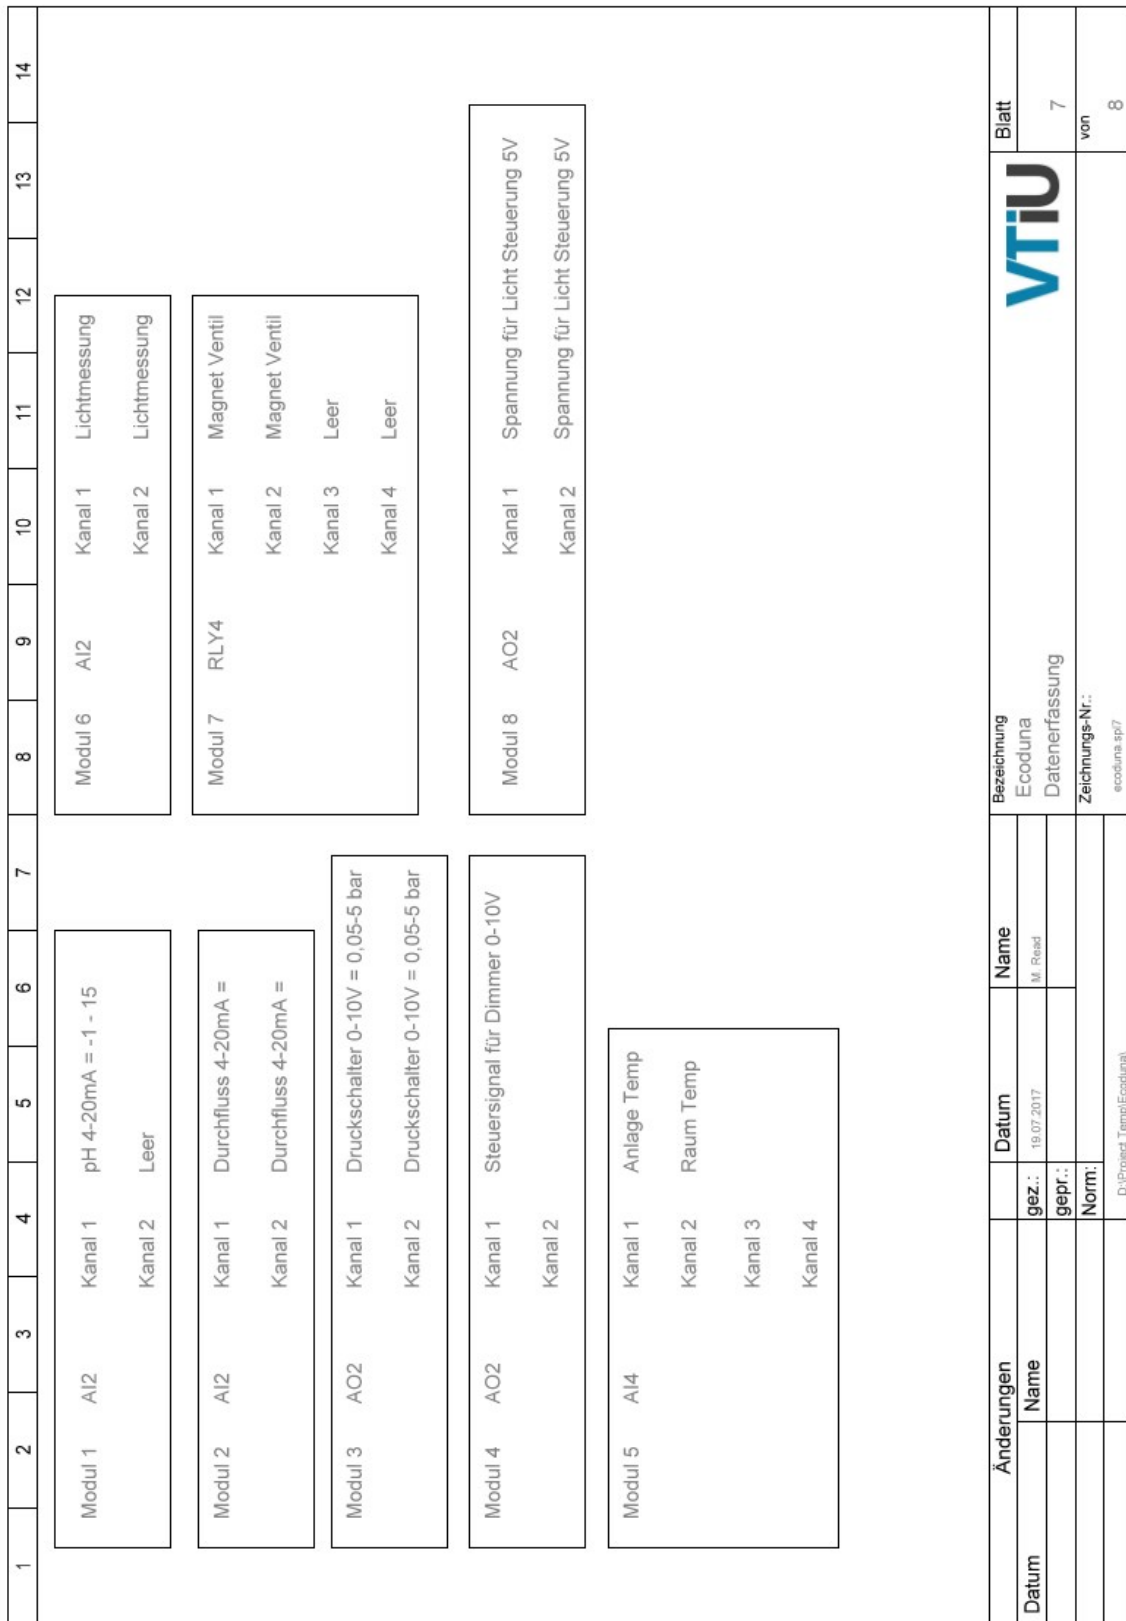 1 2 3 4 5 6 7 8 9 10 11 12 13 14
Modul 1 AI2 Kanal 1 pH 4-20mA = -1 - 15
Kanal 2 Leer
Modul 2 AI2 Kanal 1 Durchfluss 4-20mA =
Kanal 2 Durchfluss 4-20mA =
Modul 3 AO2 Kanal 1 Druckschalter 0-10V = 0,05-5 bar
Kanal 2 Druckschalter 0-10V = 0,05-5 bar
Modul 4 AO2 Kanal 1 Steuersignal für Dimmer 0-10V
Kanal 2
Modul 5 AI4 Kanal 1 Anlage Temp
Kanal 2 Raum Temp
Kanal 3
Kanal 4
Modul 6 AI2 Kanal 1 Lichtmessung
Kanal 2 Lichtmessung
Modul 7 RLY4 Kanal 1 Magnet Ventil
Kanal 2 Magnet Ventil
Kanal 3 Leer
Kanal 4 Leer
Modul 8 AO2 Kanal 1 Spannung für Licht Steuerung 5V
Kanal 2 Spannung für Licht Steuerung 5V
Änderungen
Datum Name
Datum Name
gez.: 19.07.2017 M. Read
gepr.:
Norm:
D:\Project Temp\Ecoduna\
Bezeichnung
Ecoduna
Datenerfassung
Zeichnungs-Nr.:
ecoduna.spl7
VTiU
Blatt
7
von
8